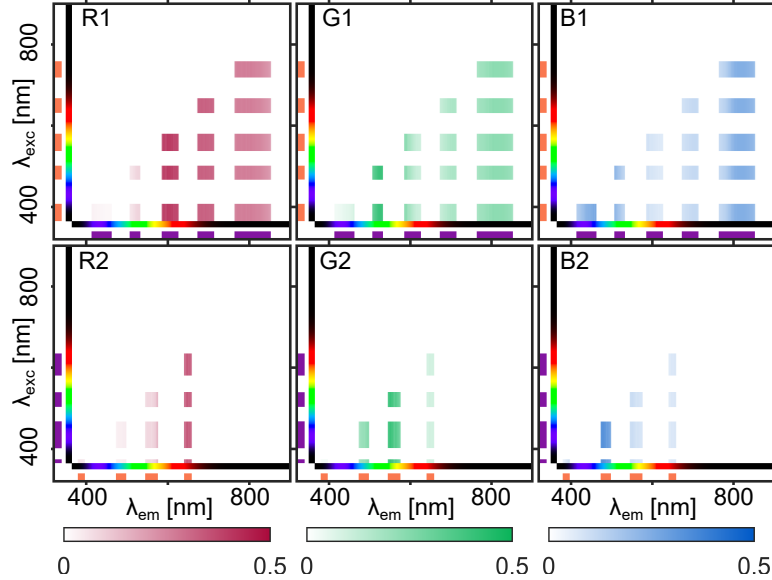 R1 G1 B1
800
λexc [nm]
400
R2 G2 B2
800
λexc [nm]
400
400 800 400 800 400 800
λem [nm] λem [nm] λem [nm]
0 0.5 0 0.5 0 0.5